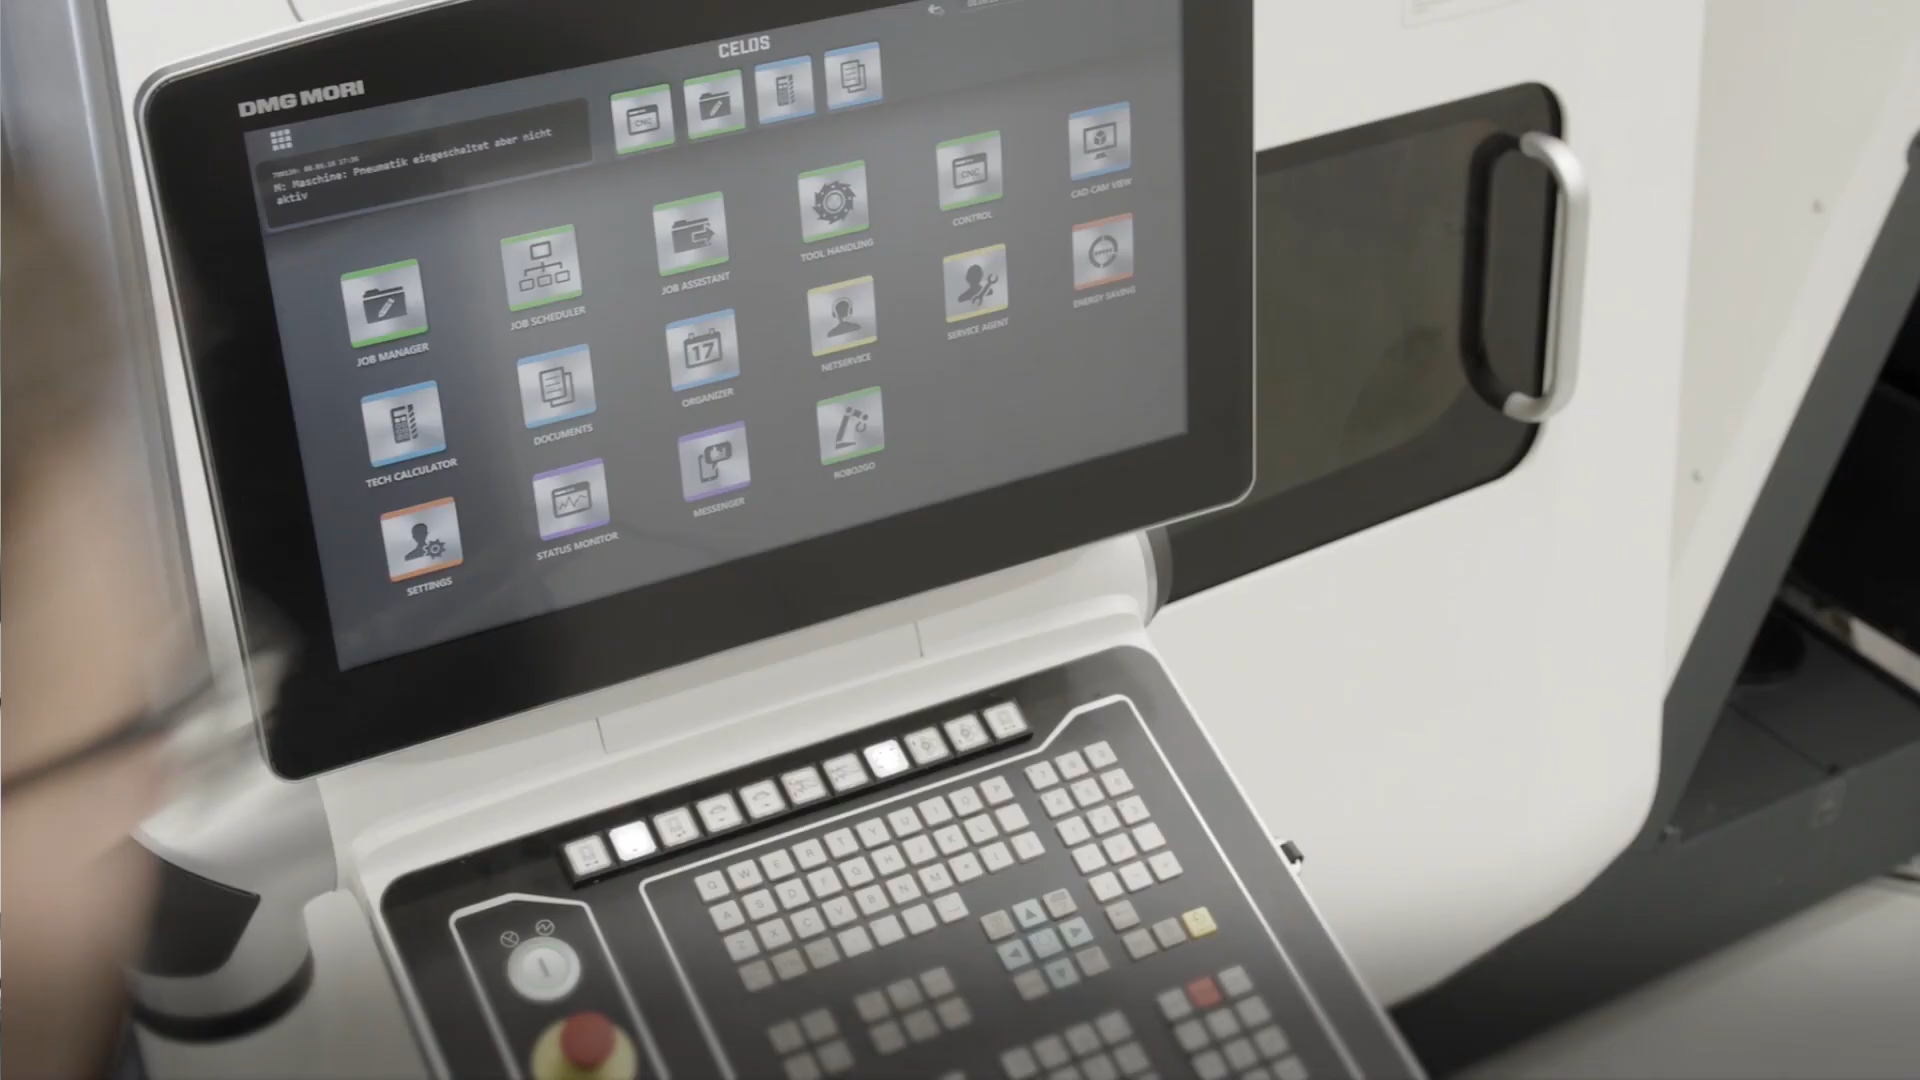 CELOS
DMG MORI
CNC
M: Maschine: Pneumatik eingeschaltet aber nicht
aktiv
JOB MANAGER
JOB SCHEDULER
JOB ASSISTANT
TOOL HANDLING
CNC
CONTROL
CAD CAM VIEW
TECH CALCULATOR
DOCUMENTS
17
ORGANIZER
NETSERVICE
SERVICE AGENT
ENERGY SAVING
SETTINGS
STATUS MONITOR
MESSENGER
ROBO2GO
Q W E R T Y U I O P
A S D F G H J K L
Z X C V B N M